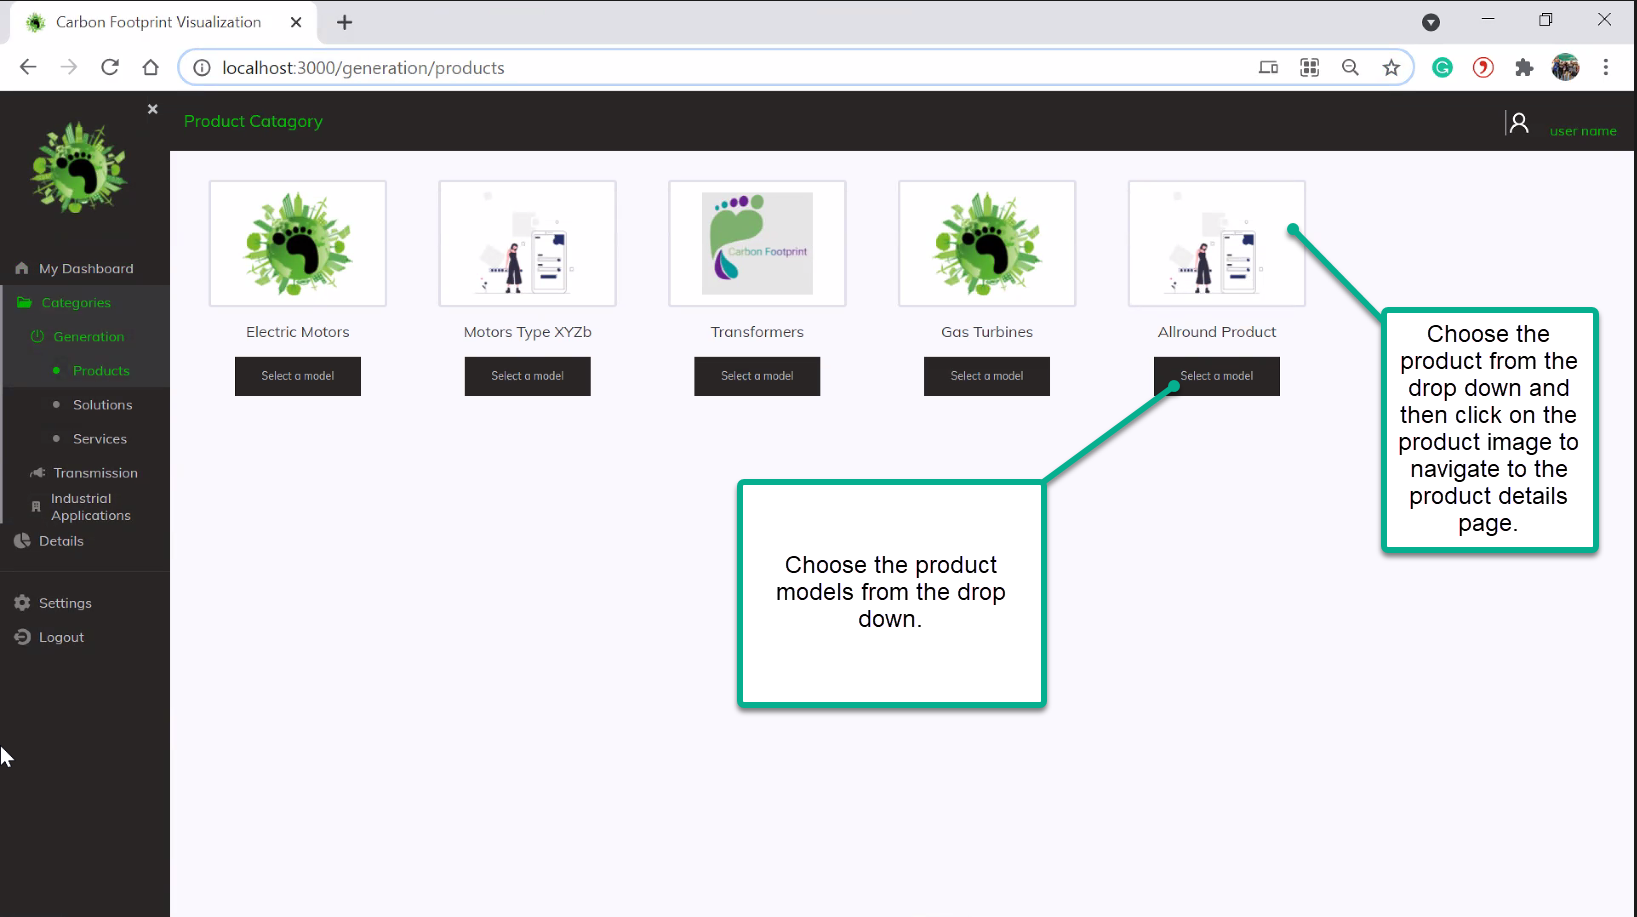 Carbon Footprint Visualization
localhost:3000/generation/products
Product Catagory
user name
My Dashboard
Categories
Generation
Products
Solutions
Services
Transmission
Industrial
Applications
Details
Settings
Logout
Carbon Footprint
Electric Motors
Motors Type XYZb
Transformers
Gas Turbines
Allround Product
Select a model
Select a model
Select a model
Select a model
Select a model
Choose the
product from the
drop down and
then click on the
product image to
navigate to the
product details
page.
Choose the product
models from the drop
down.